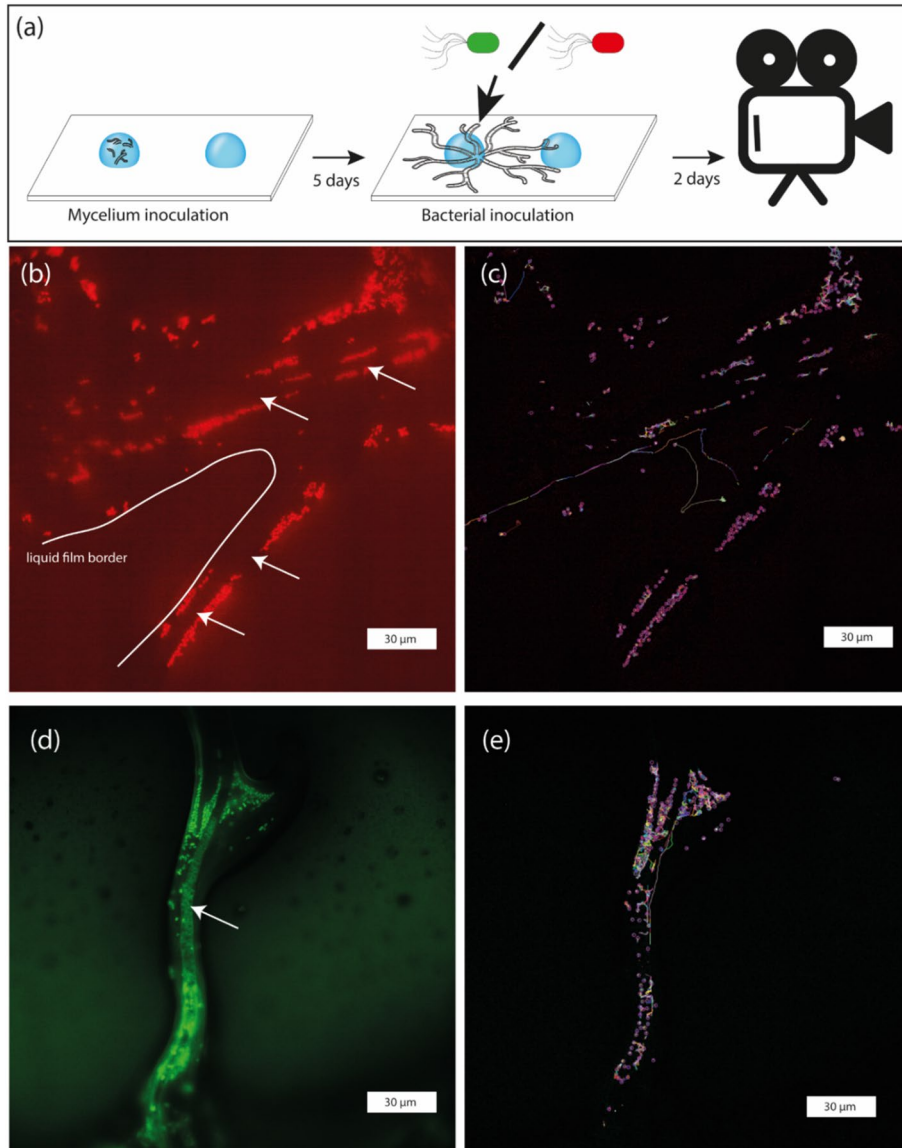 (a)
5 days
2 days
Mycelium inoculation
Bacterial inoculation
(b)
(c)
liquid film border
30 µm
30 µm
(d)
(e)
30 µm
30 µm